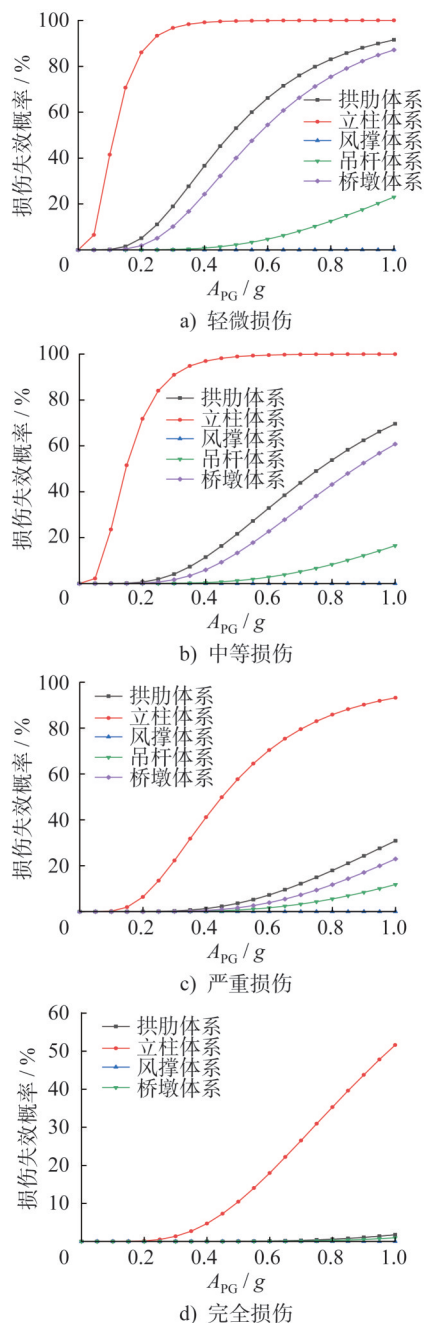 100
80
60
40
20
0
0.2
0.4
0.6
0.8
1.0
损伤失效概率 / %
拱肋体系
立柱体系
风撑体系
吊杆体系
桥墩体系
A_PG / g
a) 轻微损伤
100
80
60
40
20
0
0.2
0.4
0.6
0.8
1.0
损伤失效概率 / %
拱肋体系
立柱体系
风撑体系
吊杆体系
桥墩体系
A_PG / g
b) 中等损伤
100
80
60
40
20
0
0.2
0.4
0.6
0.8
1.0
损伤失效概率 / %
拱肋体系
立柱体系
风撑体系
吊杆体系
桥墩体系
A_PG / g
c) 严重损伤
60
50
40
30
20
10
0
0.2
0.4
0.6
0.8
1.0
损伤失效概率 / %
拱肋体系
立柱体系
风撑体系
桥墩体系
A_PG / g
d) 完全损伤